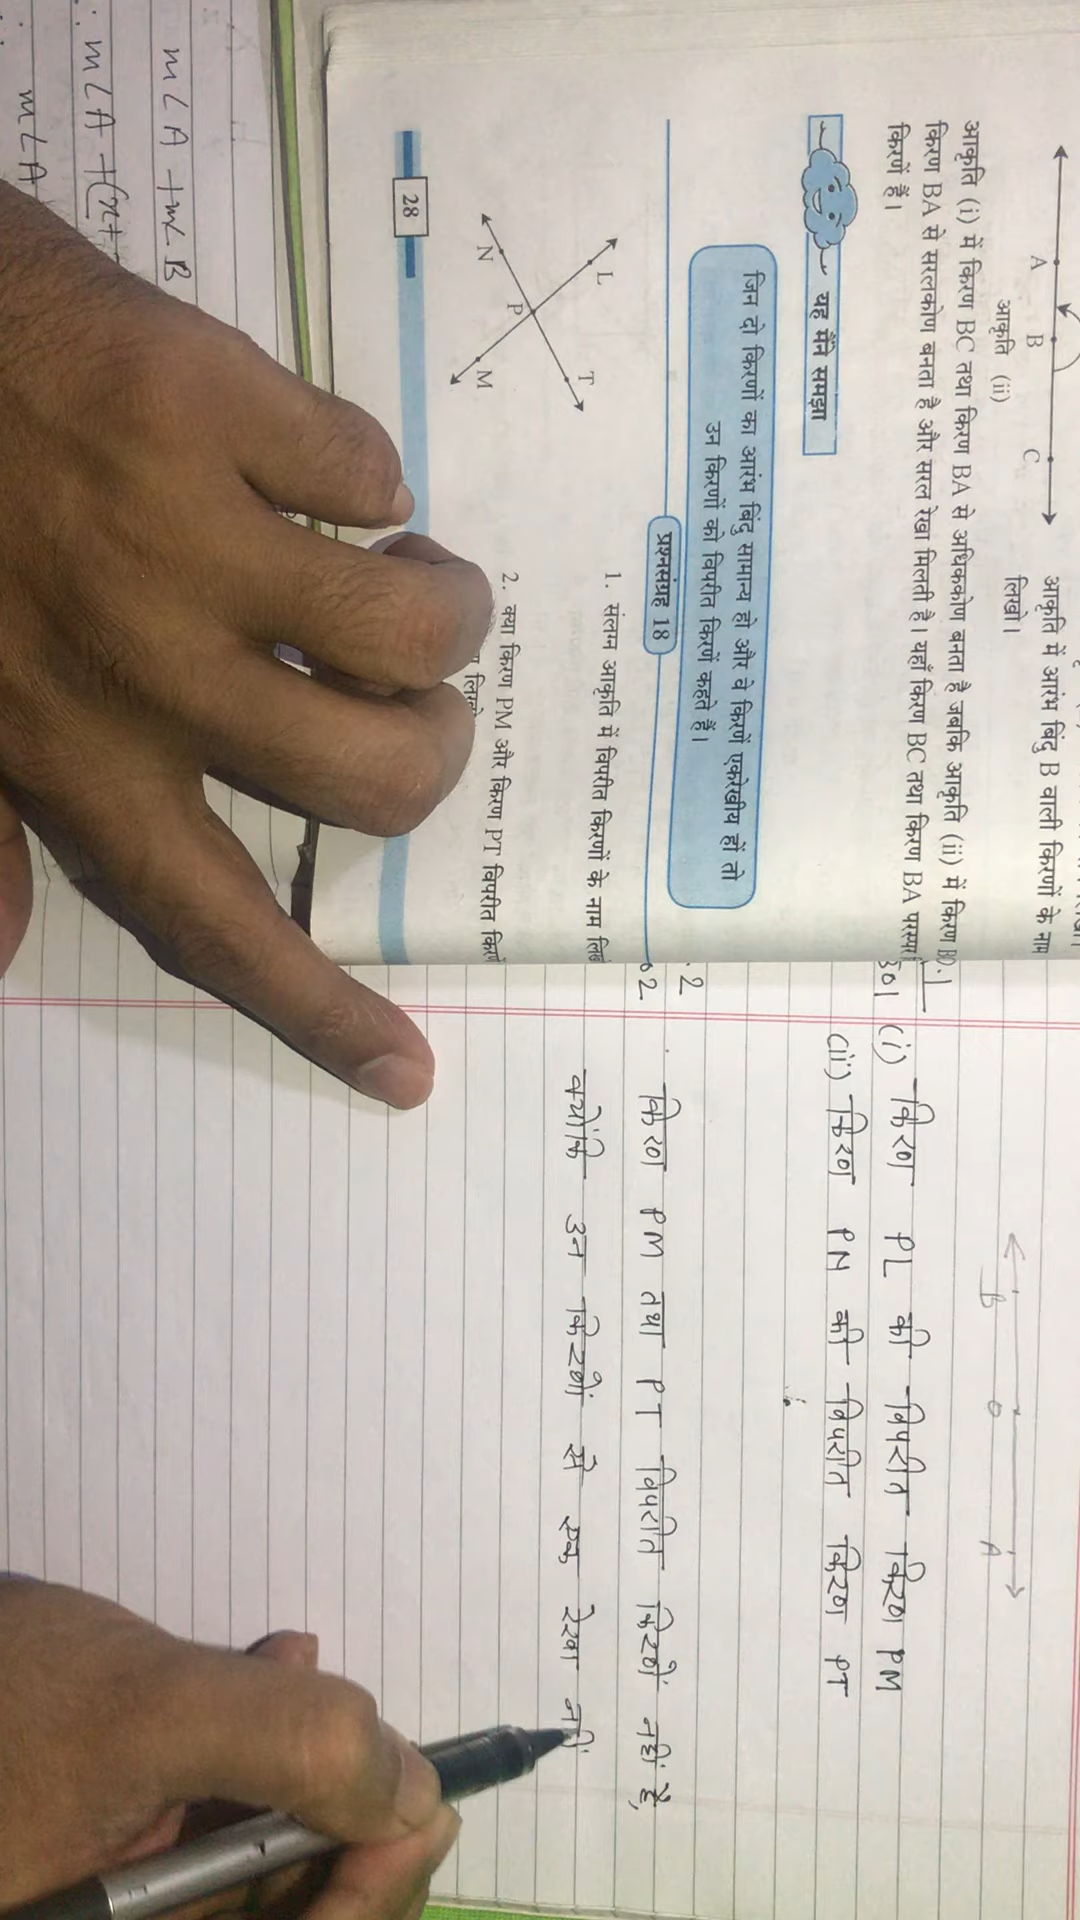 A B C
आकृति (ii)
आकृति में आरंभ बिंदु B वाली किरणों के नाम
लिखो।
आकृति (i) में किरण BC तथा किरण BA से अधिककोण बनता है जबकि आकृति (ii) में किरण
किरण BA से सरलकोण बनता है और सरल रेखा मिलती है। यहाँ किरण BC तथा किरण BA परस्पर
किरणें हैं।
यह मैंने समझा
जिन दो किरणों का आरंभ बिंदु सामान्य हो और वे किरणें एकरेखीय हों तो
उन किरणों को विपरीत किरणें कहते हैं।
प्रश्नसंग्रह 18
1. संलग्न आकृति में विपरीत किरणों के नाम
2. क्या किरण PM और किरण PT विपरीत
L
T
P
N
M
28
B O A
(i) किरण PL की विपरीत किरण PM
(ii) किरण PN की विपरीत किरण PT
.2
2 किरण PM तथा PT विपरीत किरणें नहीं है,
क्योंकि उन किरणों से एक रेखा नहीं
m∠A + m∠B
m∠A +
m∠A